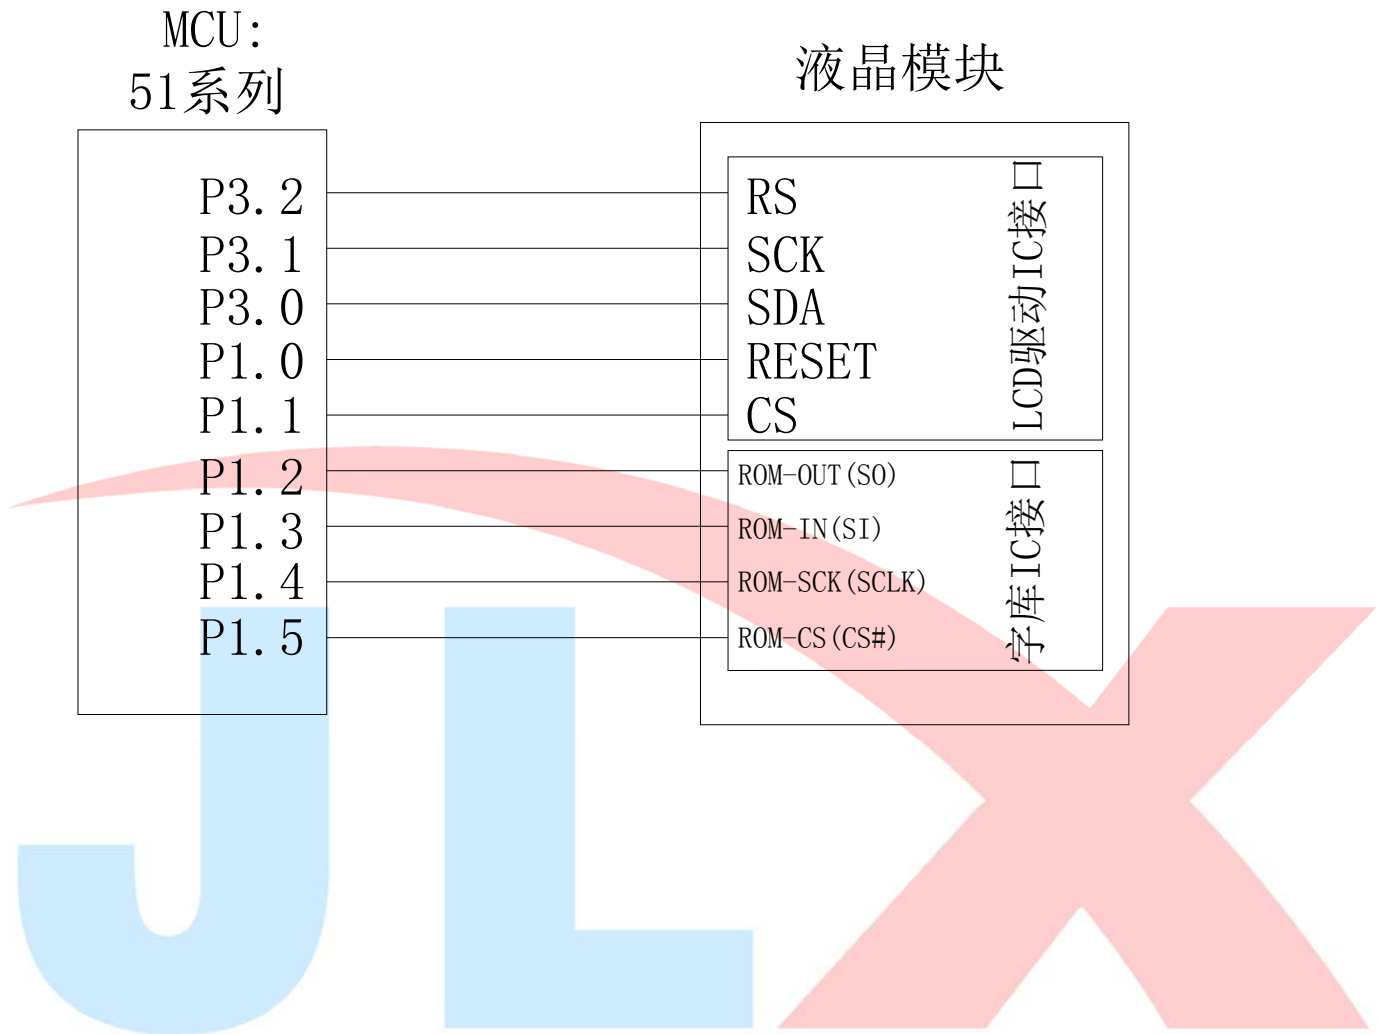 MCU:
51系列
液晶模块
P3.2
RS
P3.1
SCK
P3.0
SDA
P1.0
RESET
P1.1
CS
LCD驱动IC接口
P1.2
ROM-OUT(SO)
P1.3
ROM-IN(SI)
P1.4
ROM-SCK(SCLK)
P1.5
ROM-CS(CS#)
字库IC接口
JLX